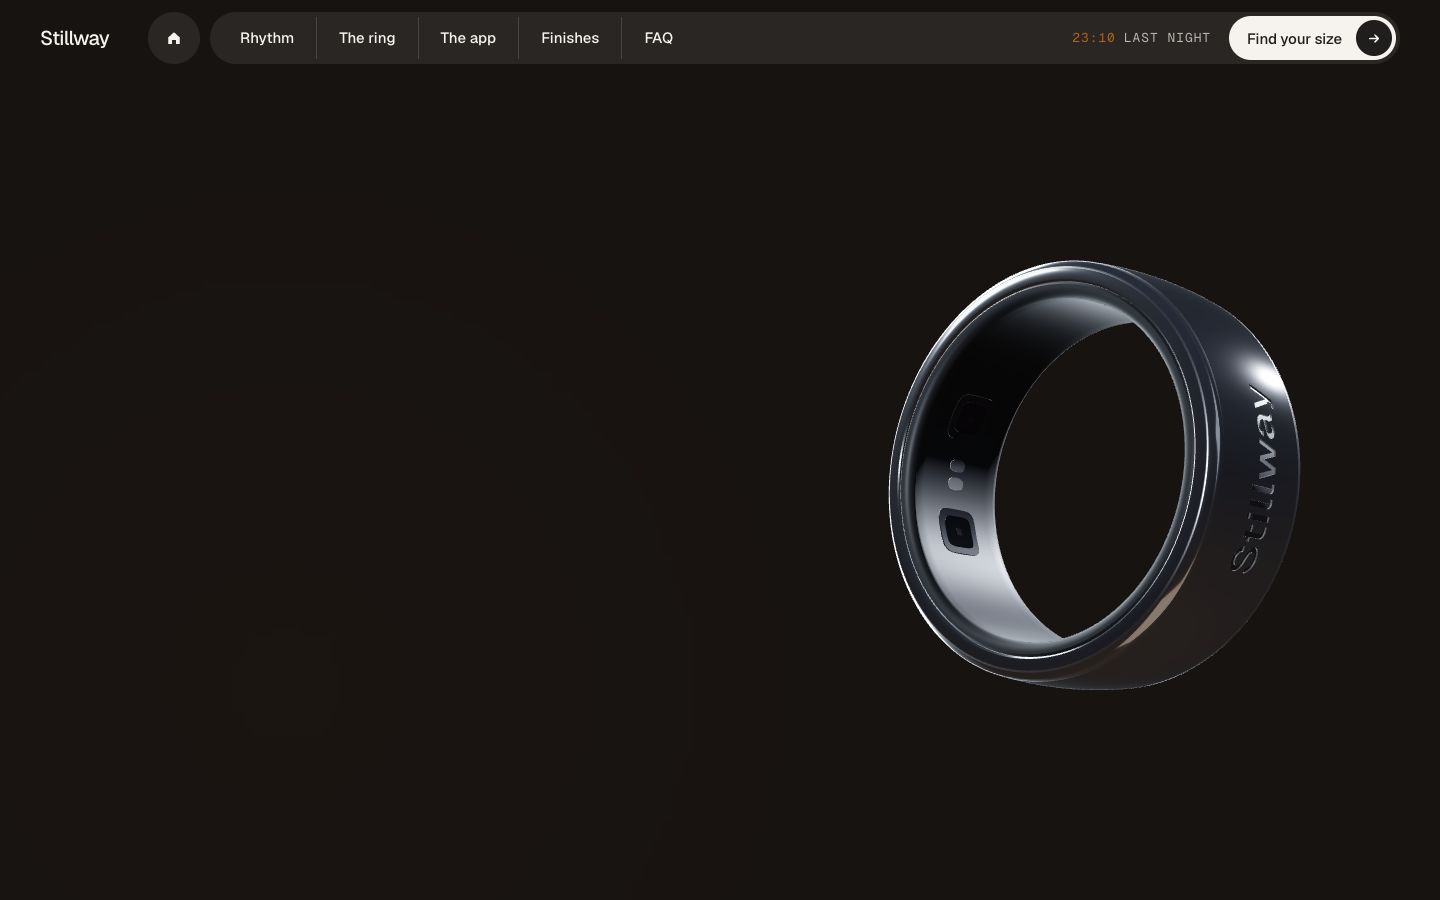 Stillway
Rhythm
The ring
The app
Finishes
FAQ
23:10 LAST NIGHT
Find your size
Stillway